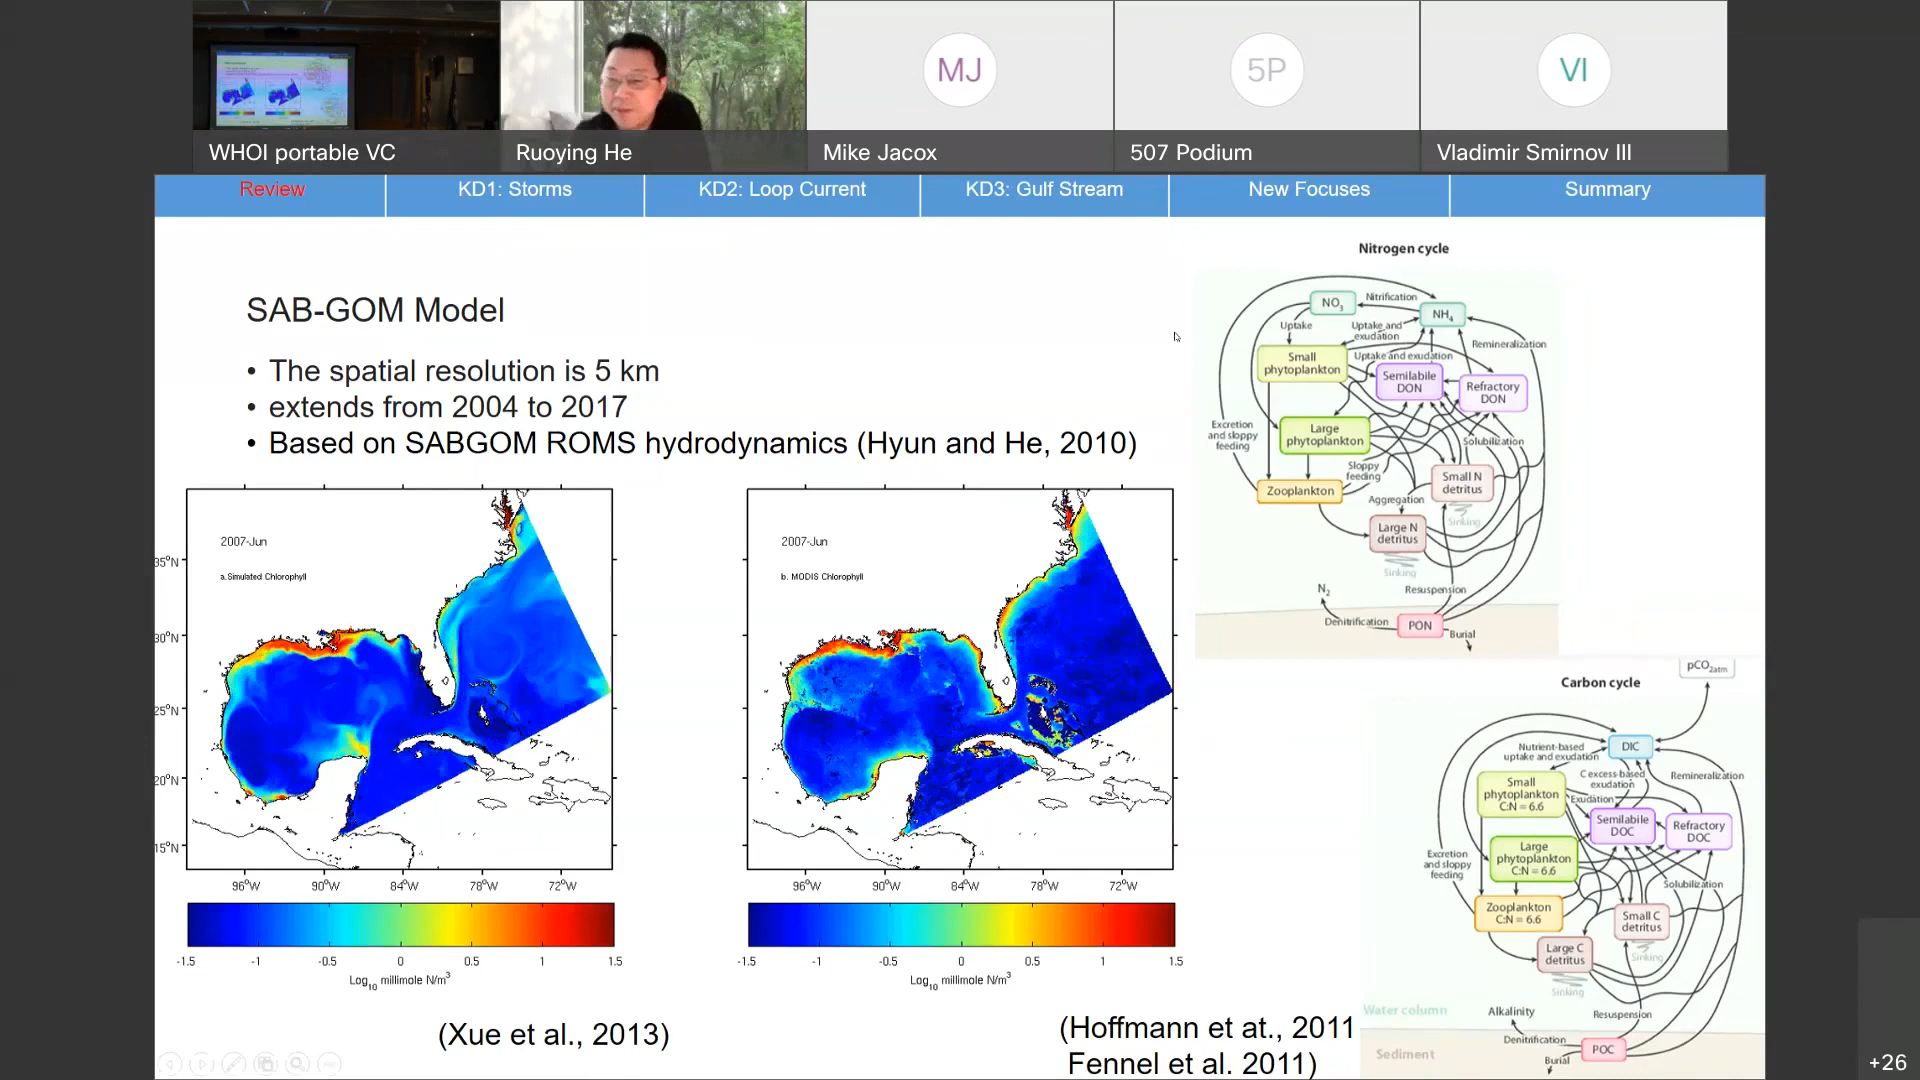 MJ
5P
VI
WHOI portable VC
Ruoying He
Mike Jacox
507 Podium
Vladimir Smirnov III
Review
KD1: Storms
KD2: Loop Current
KD3: Gulf Stream
New Focuses
Summary
SAB-GOM Model
• The spatial resolution is 5 km
• extends from 2004 to 2017
• Based on SABGOM ROMS hydrodynamics (Hyun and He, 2010)
2007-Jun
a.Simulated Chlorophyll
35°N
30°N
25°N
20°N
15°N
96°W 90°W 84°W 78°W 72°W
-1.5 -1 -0.5 0 0.5 1 1.5
Log10 millimole N/m³
2007-Jun
b. MODIS Chlorophyll
96°W 90°W 84°W 78°W 72°W
-1.5 -1 -0.5 0 0.5 1 1.5
Log10 millimole N/m³
(Xue et al., 2013)
(Hoffmann et at., 2011
Fennel et al. 2011)
Nitrogen cycle
NO3
Nitrification
NH4
Uptake
Uptake and
exudation
Remineralization
Small
phytoplankton
Uptake and exudation
Semilabile
DON
Refractory
DON
Excretion
and sloppy
feeding
Large
phytoplankton
Solubilization
Sloppy
feeding
Small N
detritus
Zooplankton
Aggregation
Sinking
Large N
detritus
Sinking
N2
Resuspension
Denitrification
PON
Burial
pCO2atm
Carbon cycle
DIC
Nutrient-based
uptake and exudation
C excess-based
exudation
Remineralization
Small
phytoplankton
C:N = 6.6
Exudation
Semilabile
DOC
Refractory
DOC
Excretion
and sloppy
feeding
Large
phytoplankton
C:N = 6.6
Solubilization
Zooplankton
C:N = 6.6
Small C
detritus
Large C
detritus
Sinking
Sinking
Water column
Alkalinity
Resuspension
Denitrification
POC
Sediment
Burial
+26